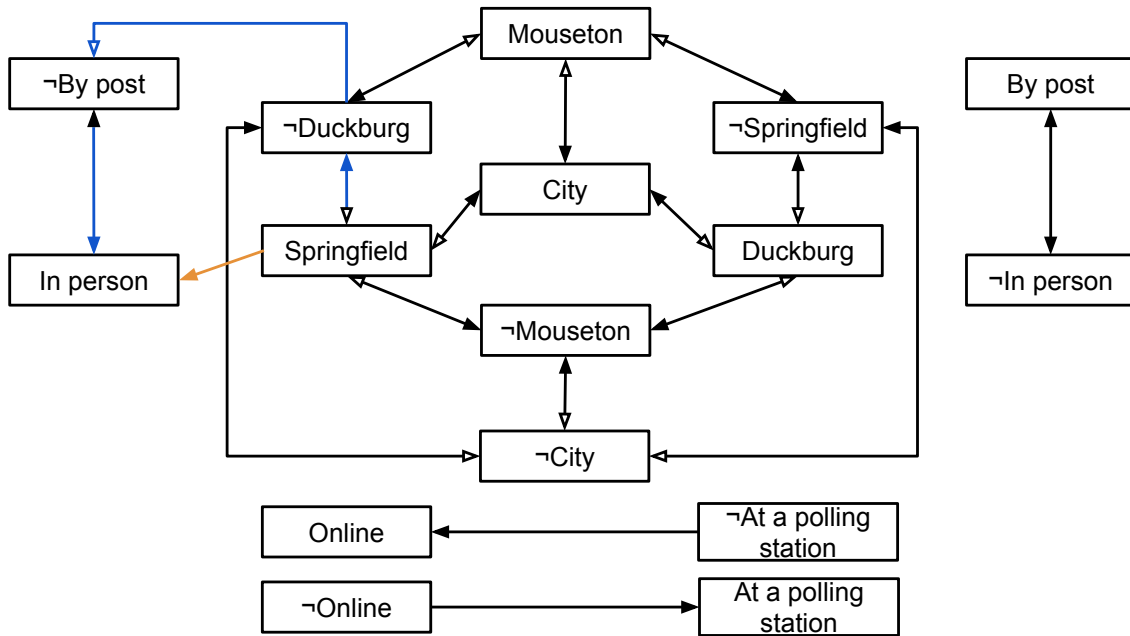 Mouseton
¬By post
By post
¬Duckburg
¬Springfield
City
Springfield
Duckburg
In person
¬In person
¬Mouseton
¬City
Online
¬At a polling
station
¬Online
At a polling
station